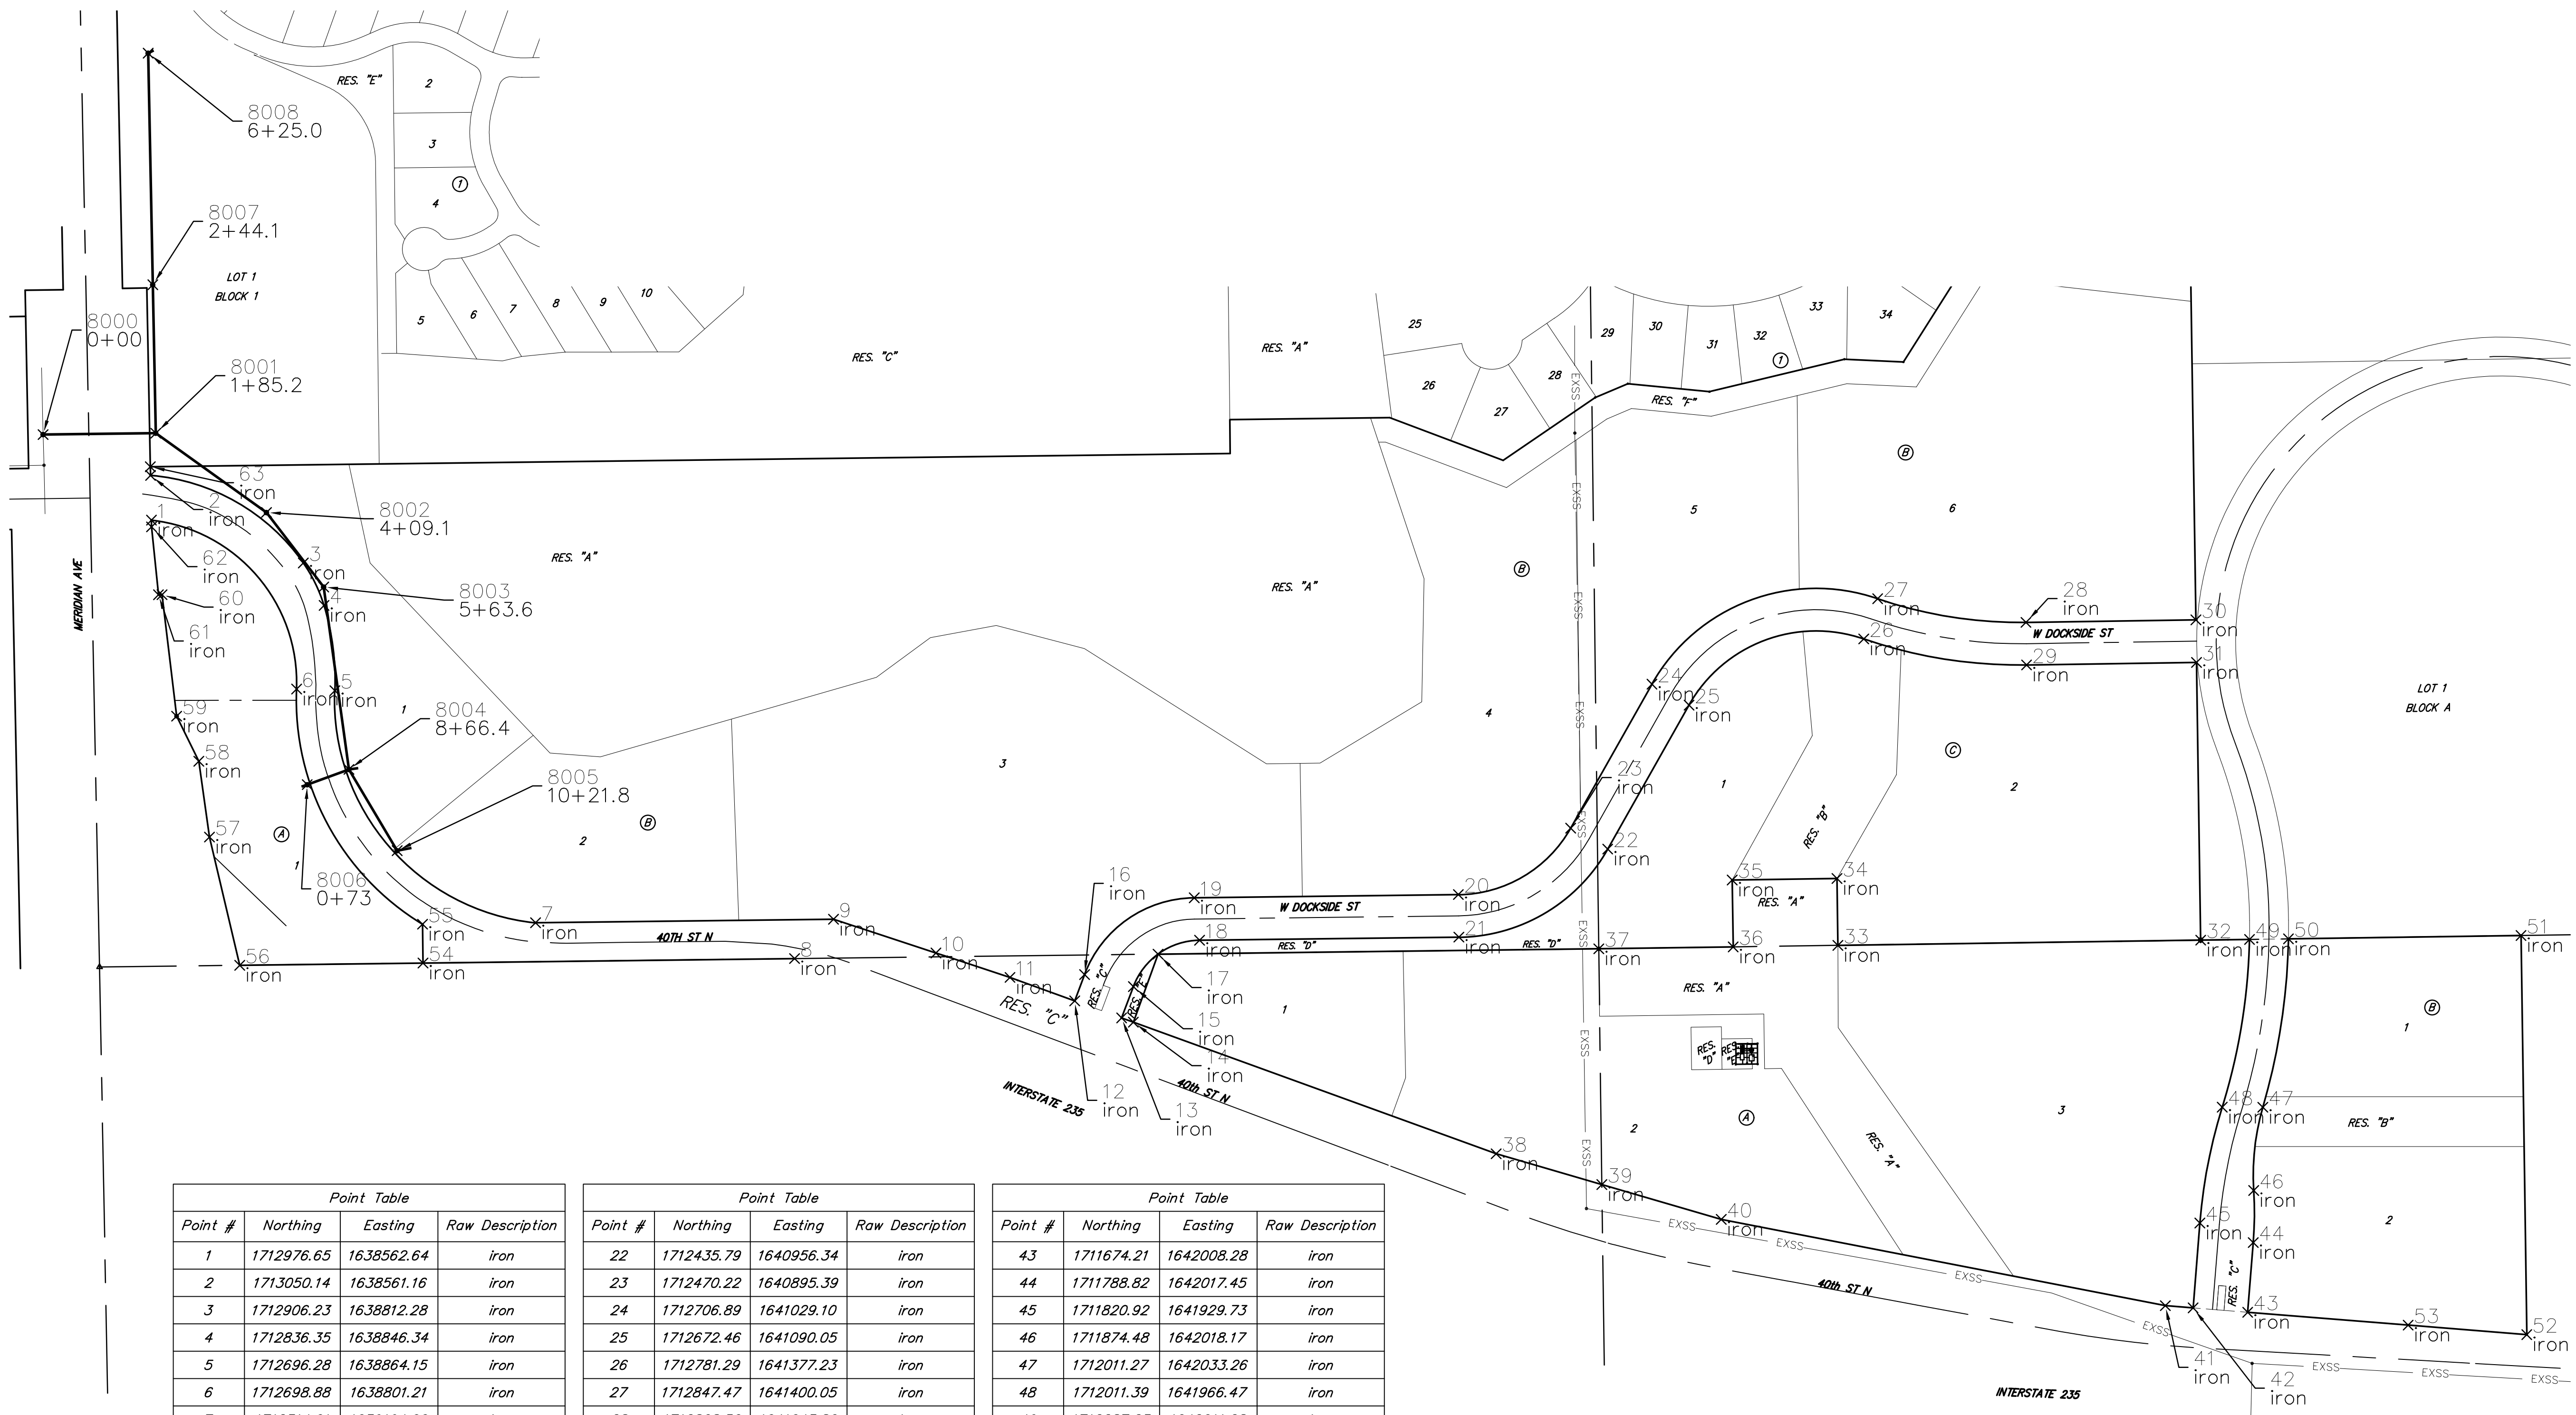 RES. "E"
2
3
1
4
8008
6+25.0
8007
2+44.1
LOT 1
BLOCK 1
5
6
7
8
9
10
RES. "C"
RES. "A"
25
26
27
28
29
30
31
32
33
34
1
RES. "F"
8000
0+00
8001
1+85.2
63
iron
2
iron
1
iron
62
iron
60
iron
61
iron
MERIDIAN AVE
8002
4+09.1
3
iron
8003
5+63.6
4
iron
RES. "A"
RES. "A"
B
B
5
6
EXSS
EXSS
EXSS
EXSS
EXSS
EXSS
EXSS
EXSS
27
iron
28
iron
30
iron
26
iron
W DOCKSIDE ST
29
iron
31
iron
24
iron
25
iron
6
iron
5
iron
1
59
iron
58
iron
8004
8+66.4
8005
10+21.8
57
iron
A
1
8006
0+73
B
2
3
4
23
iron
22
iron
1
RES. "B"
C
2
LOT 1
BLOCK A
35
iron
34
iron
RES. "A"
55
iron
7
iron
9
iron
40TH ST N
56
iron
54
iron
8
iron
10
iron
11
iron
16
iron
19
iron
W DOCKSIDE ST
20
iron
18
iron
21
iron
RES. "D"
RES. "D"
37
iron
36
iron
33
iron
32
iron
49
iron
50
iron
51
iron
RES. "C"
RES. "C"
RES. "E"
17
iron
15
iron
14
iron
12
iron
13
iron
INTERSTATE 235
40th ST N
1
RES. "A"
RES.
"D"
RES.
"E"
A
2
RES. "A"
3
B
1
48
iron
47
iron
RES. "B"
38
iron
39
iron
40
iron
46
iron
45
iron
44
iron
2
RES. "C"
EXSS
EXSS
EXSS
EXSS
EXSS
EXSS
EXSS
40th ST N
43
iron
53
iron
52
iron
41
iron
42
iron
INTERSTATE 235
Point Table
Point # Northing Easting Raw Description
1 1712976.65 1638562.64 iron
2 1713050.14 1638561.16 iron
3 1712906.23 1638812.28 iron
4 1712836.35 1638846.34 iron
5 1712696.28 1638864.15 iron
6 1712698.88 1638801.21 iron
Point Table
Point # Northing Easting Raw Description
22 1712435.79 1640956.34 iron
23 1712470.22 1640895.39 iron
24 1712706.89 1641029.10 iron
25 1712672.46 1641090.05 iron
26 1712781.29 1641377.23 iron
27 1712847.47 1641400.05 iron
Point Table
Point # Northing Easting Raw Description
43 1711674.21 1642008.28 iron
44 1711788.82 1642017.45 iron
45 1711820.92 1641929.73 iron
46 1711874.48 1642018.17 iron
47 1712011.27 1642033.26 iron
48 1712011.39 1641966.47 iron